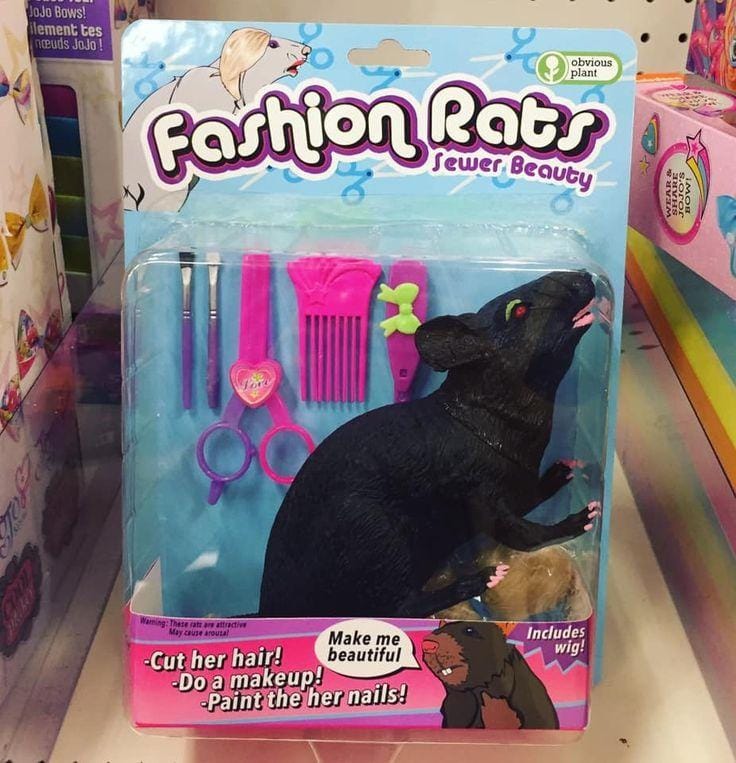 JoJo Bows!
lement tes
nœuds JoJo !
obvious
plant
Fashion Rats
Sewer Beauty
WEAR &
SHARE
JOJO'S
BOW!
Love
Warning: These rats are attractive
May cause arousal
-Cut her hair!
-Do a makeup!
-Paint the her nails!
Make me
beautiful
Includes
wig!